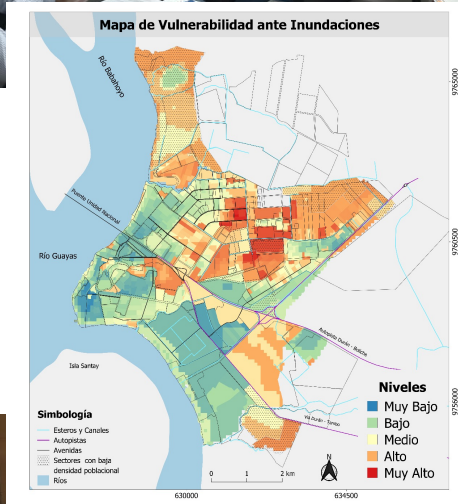 Mapa de Vulnerabilidad ante Inundaciones
Río Babahoyo
9765000
Puente Unidad Nacional
Río Guayas
9760500
Autopista Durán - Boliche
Isla Santay
Vía Durán - Tambo
9756000
Niveles
Muy Bajo
Bajo
Medio
Alto
Muy Alto
Simbología
Esteros y Canales
Autopistas
Avenidas
Sectores con baja
densidad poblacional
Ríos
0 1 2 km
N
630000
634500